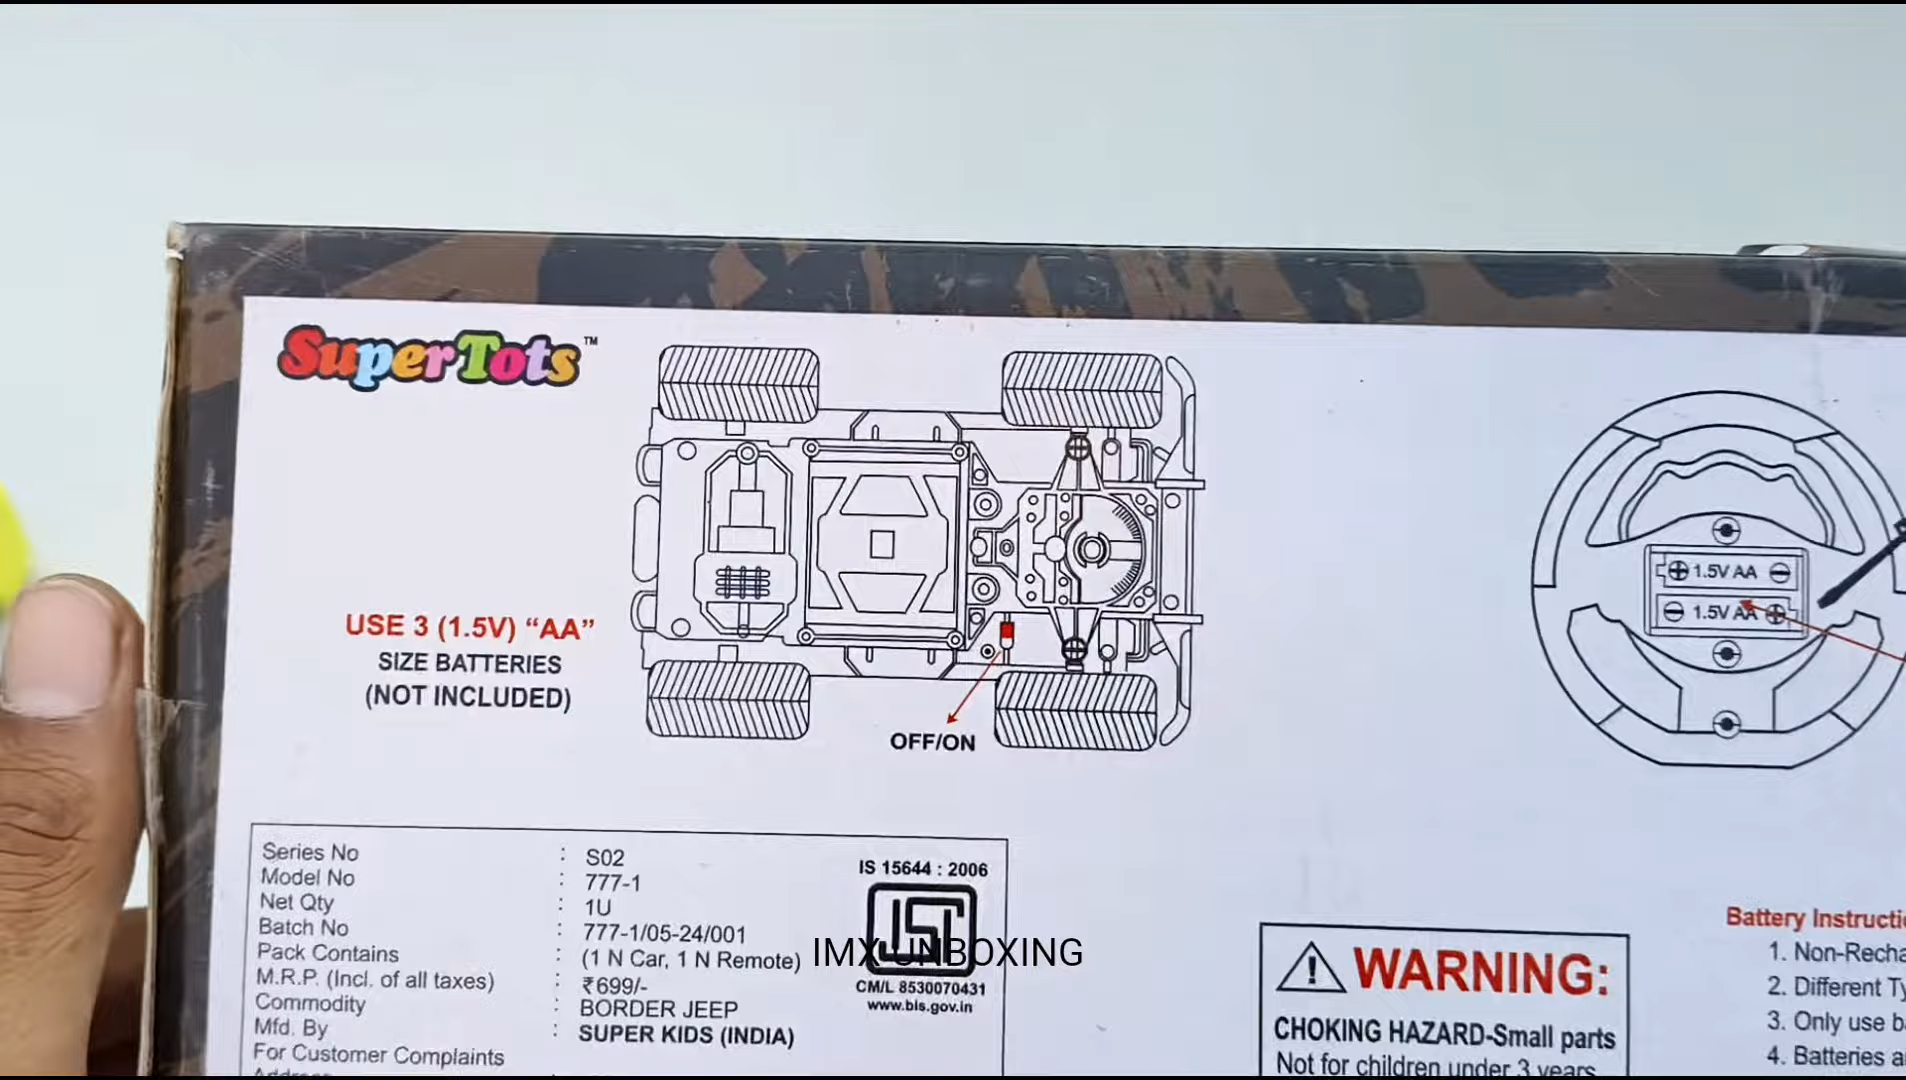 SuperTots™
USE 3 (1.5V) “AA”
SIZE BATTERIES
(NOT INCLUDED)
OFF/ON
1.5V AA
1.5V AA
Series No : S02
Model No : 777-1
Net Qty : 1U
Batch No : 777-1/05-24/001
Pack Contains : (1 N Car, 1 N Remote)
M.R.P. (Incl. of all taxes) : ₹699/-
Commodity : BORDER JEEP
Mfd. By : SUPER KIDS (INDIA)
For Customer Complaints
IS 15644 : 2006
ISI
CM/L 8530070431
www.bis.gov.in
IMX UNBOXING
WARNING:
CHOKING HAZARD-Small parts
Not for children under 3 years
Battery Instructi
1. Non-Recha
2. Different Ty
3. Only use b
4. Batteries a